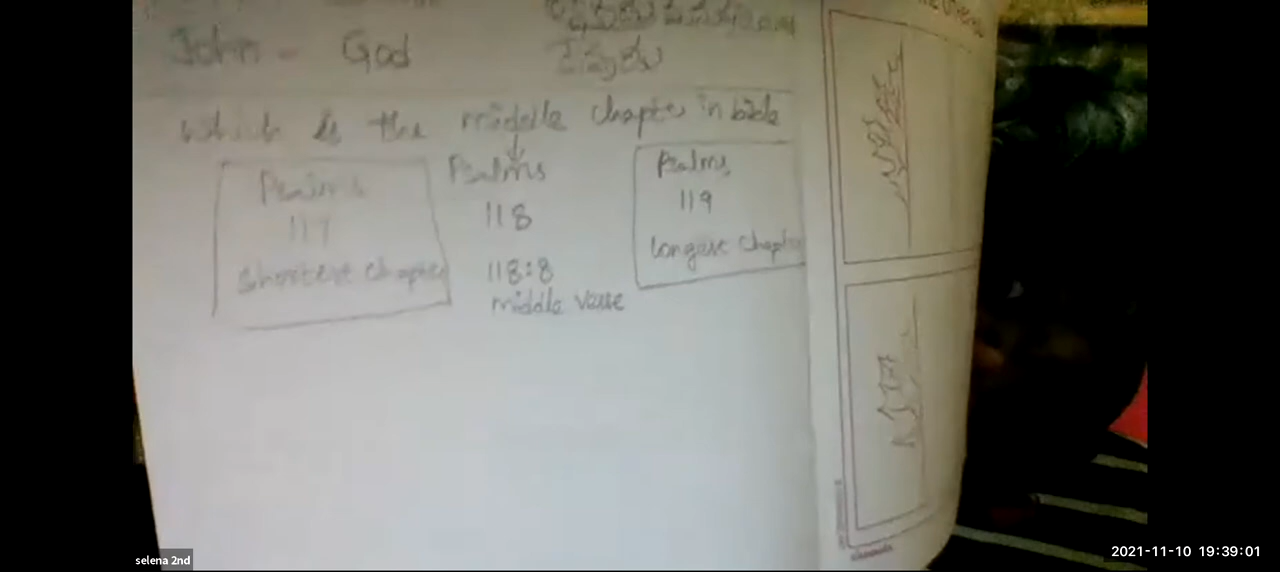 John - God
which is the middle chapter in bible
Psalms
117
Shortest chapter
Psalms
118
118:8
middle verse
Psalms
119
longest chapter
selena 2nd
2021-11-10 19:39:01